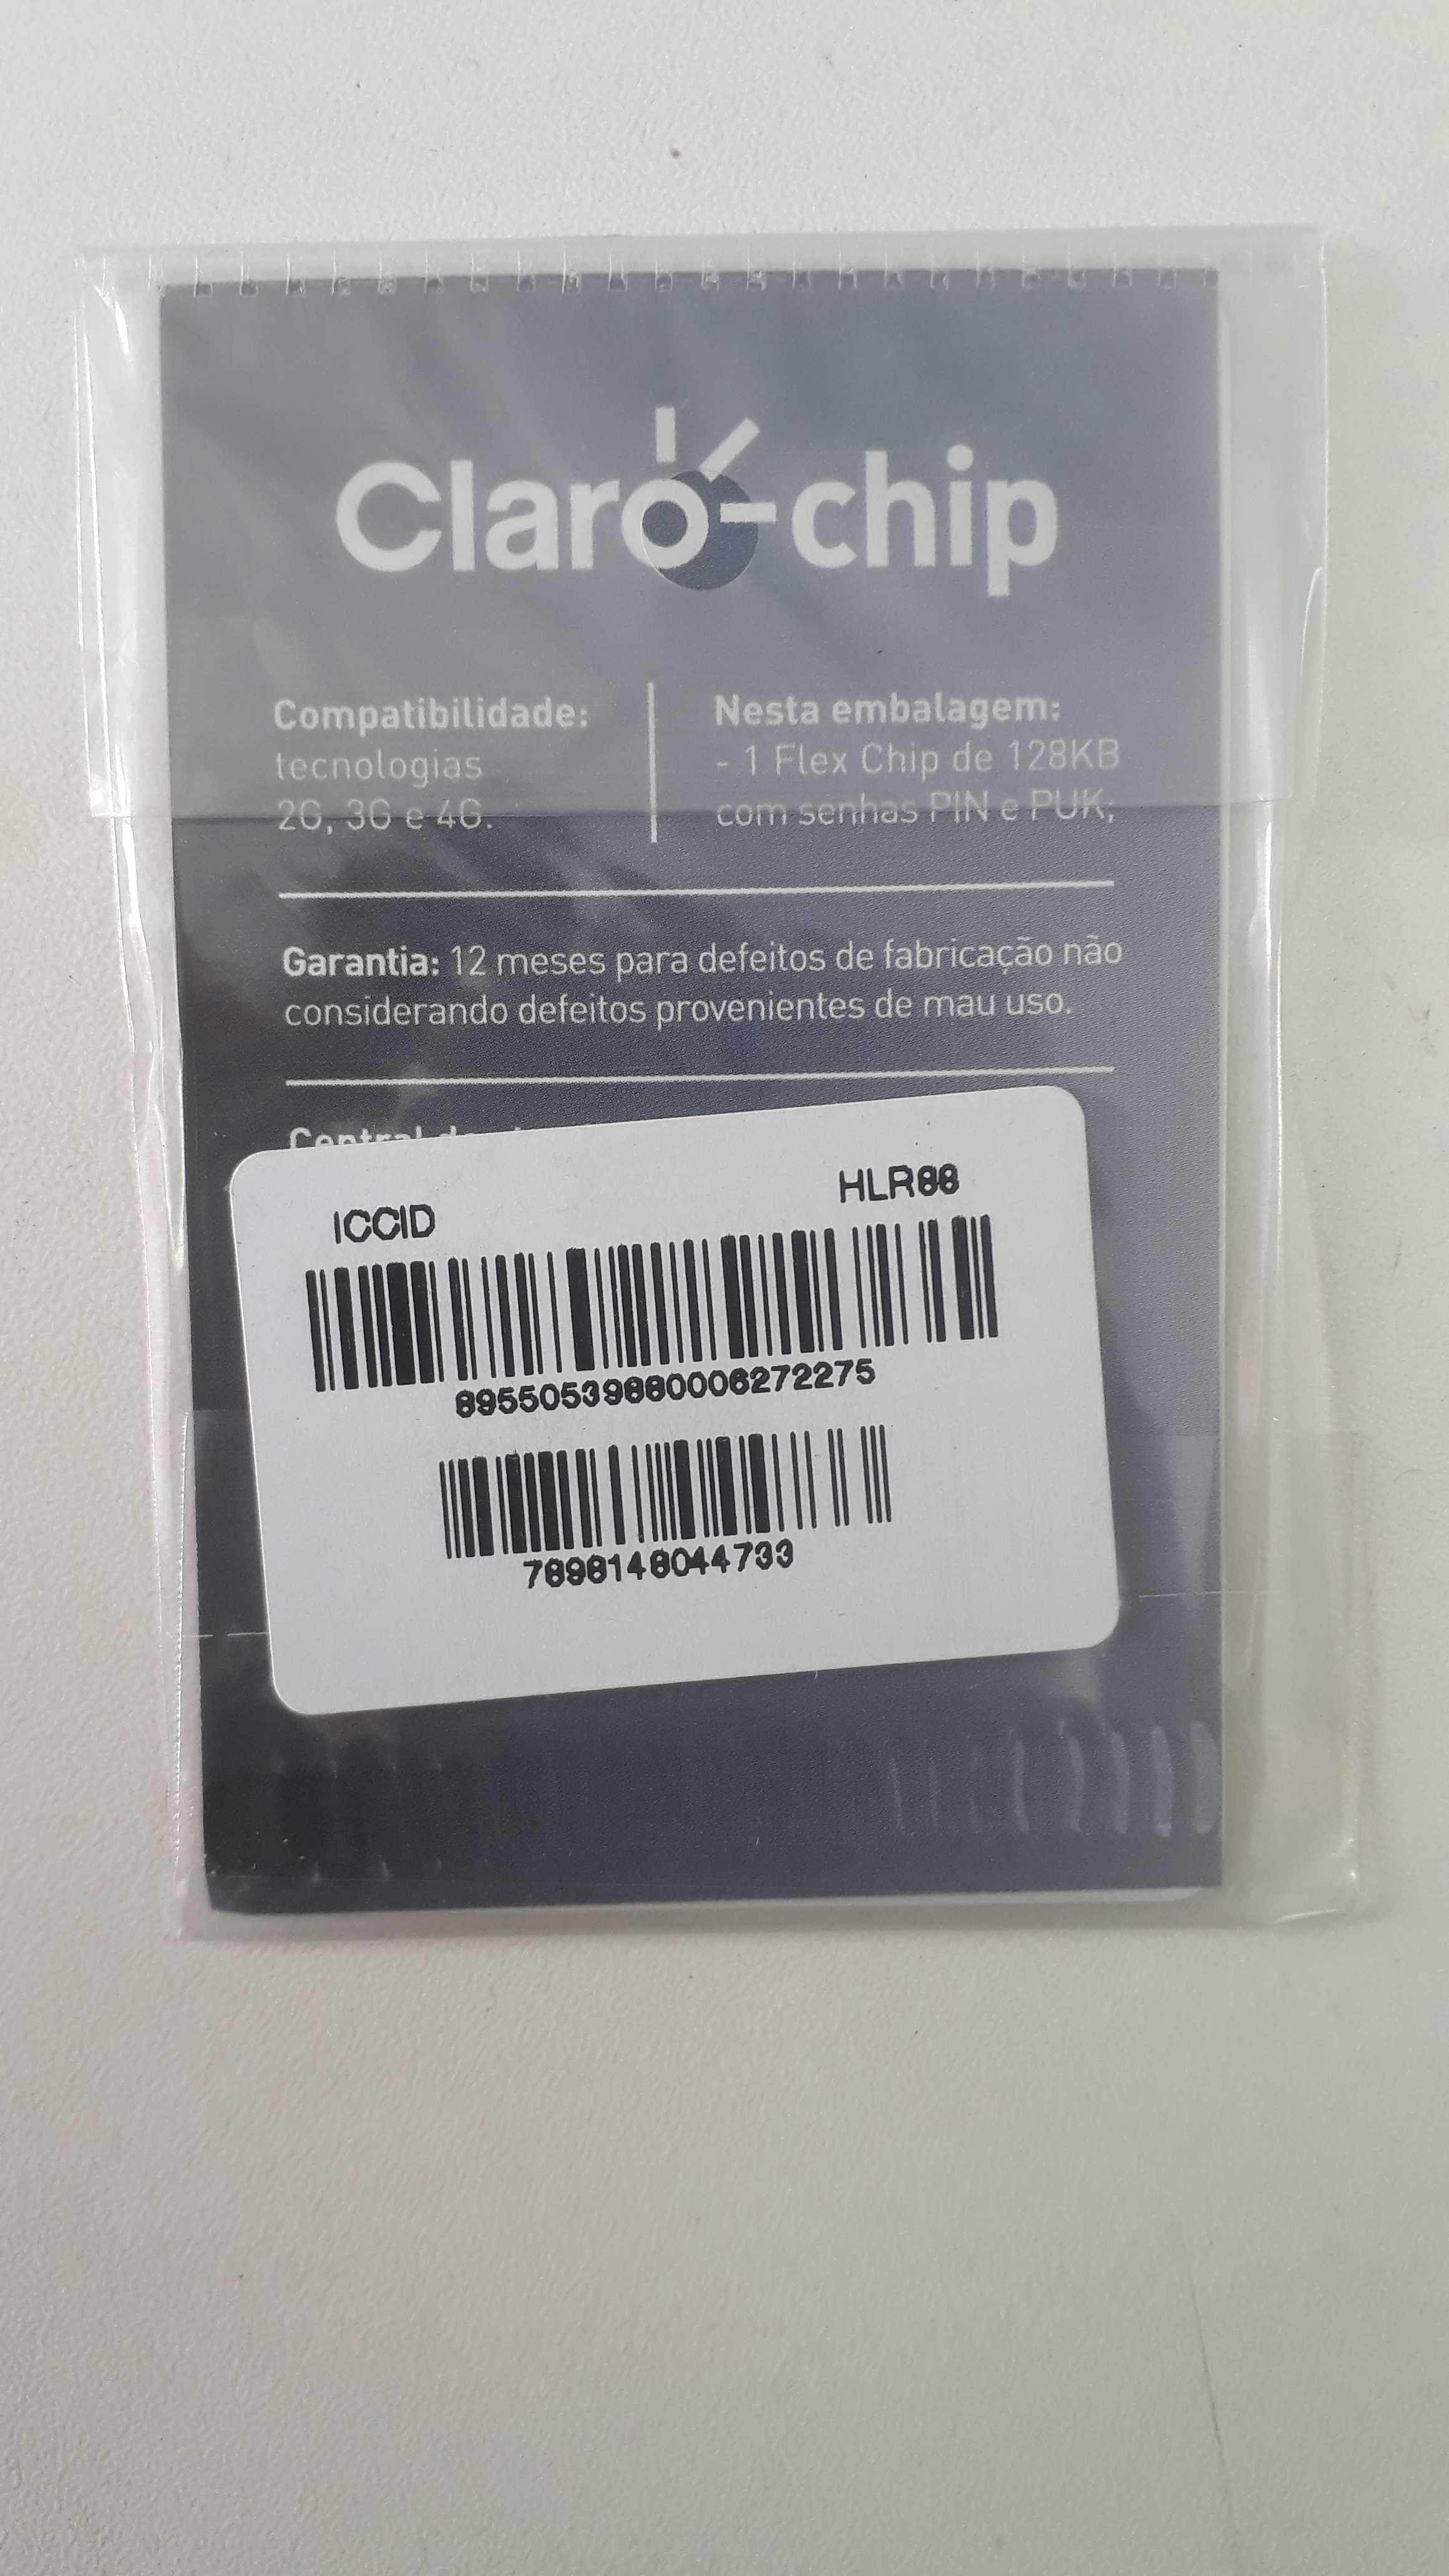 Claro-chip
Compatibilidade:
tecnologias
2G, 3G e 4G.
Nesta embalagem:
- 1 Flex Chip de 128KB
com senhas PIN e PUK;
Garantia: 12 meses para defeitos de fabricação não
considerando defeitos provenientes de mau uso.
Central
ICCID
HLR88
89550539880006272275
7898148044733